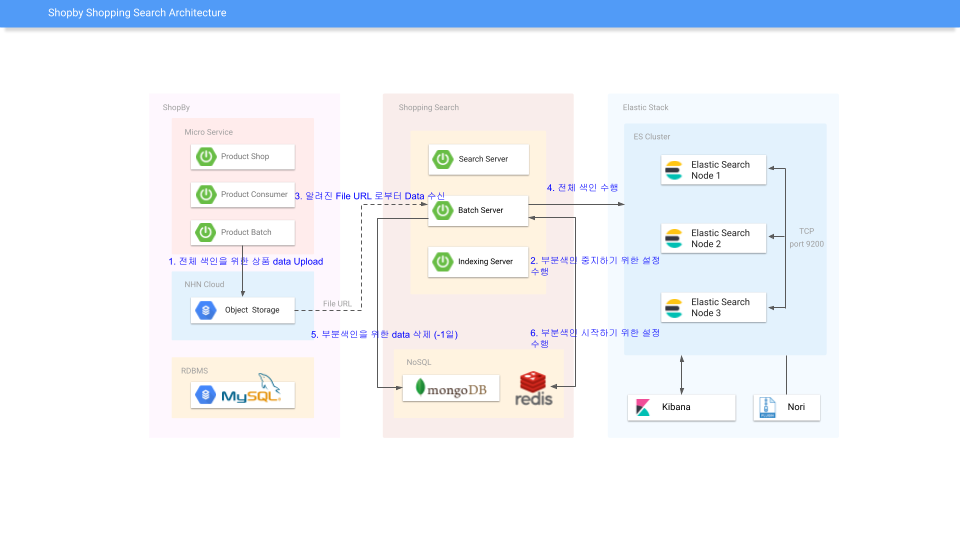 Shopby Shopping Search Architecture
ShopBy
Micro Service
Product Shop
Product Consumer
Product Batch
1. 전체 색인을 위한 상품 data Upload
NHN Cloud
Object Storage
File URL
RDBMS
MySQL
Shopping Search
Search Server
3. 알려진 File URL 로부터 Data 수신
Batch Server
Indexing Server
2. 부분색인 중지하기 위한 설정
수행
5. 부분색인을 위한 data 삭제 (-1일)
6. 부분색인 시작하기 위한 설정
수행
NoSQL
mongoDB
redis
4. 전체 색인 수행
Elastic Stack
ES Cluster
Elastic Search
Node 1
Elastic Search
Node 2
Elastic Search
Node 3
TCP
port 9200
Kibana
Nori